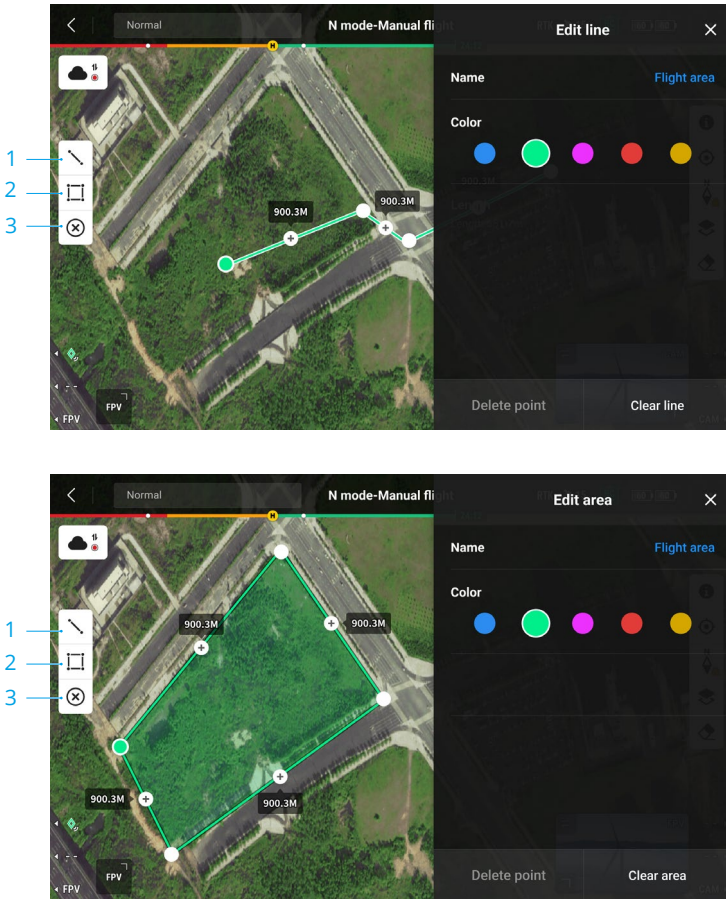 Normal
N mode-Manual fli
Edit line
H
Name
Flight area
Color
1
2
3
900.3M
900.3M
FPV
FPV
Delete point
Clear line
Normal
N mode-Manual fli
Edit area
H
Name
Flight area
Color
1
2
3
900.3M
900.3M
900.3M
900.3M
FPV
FPV
Delete point
Clear area